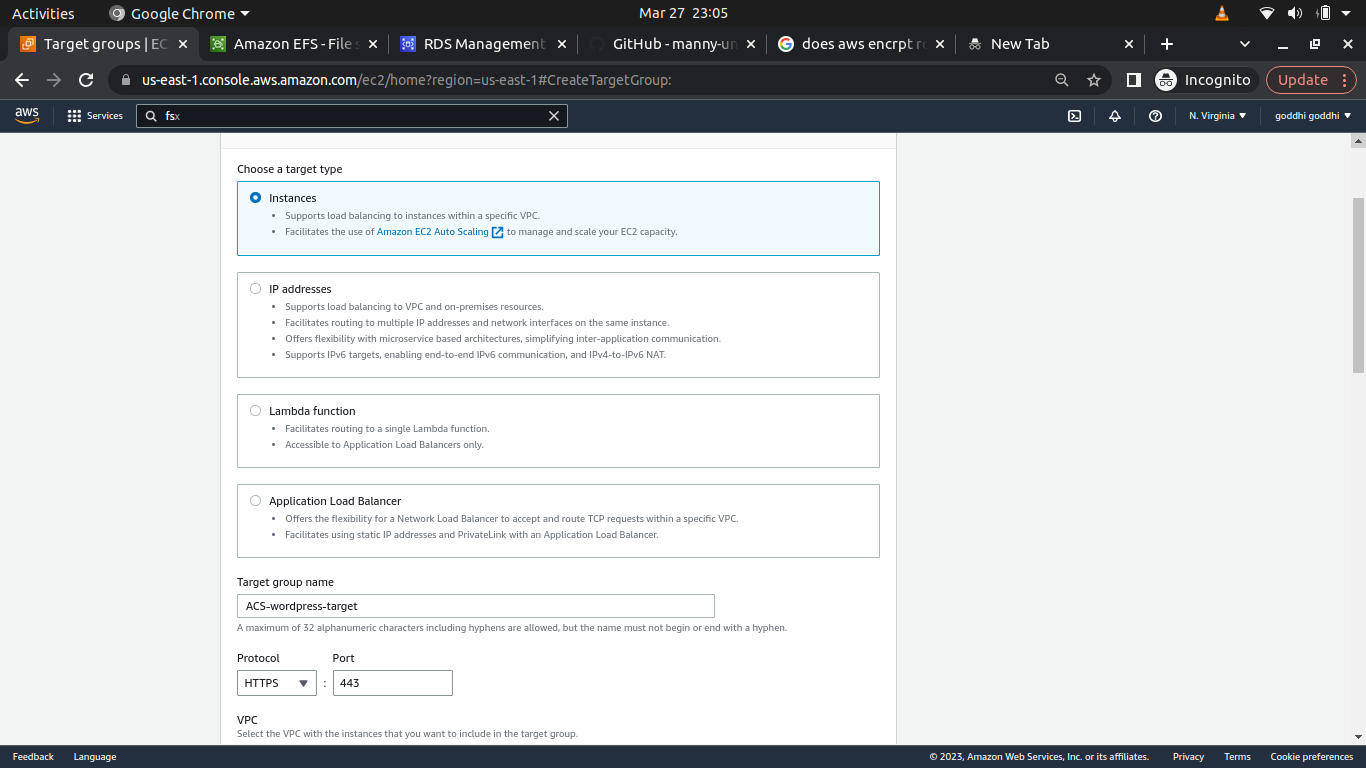 Activities
Google Chrome
Mar 27 23:05
Target groups | EC
Amazon EFS - File s
RDS Management
GitHub - manny-un
does aws encrpt r
New Tab
us-east-1.console.aws.amazon.com/ec2/home?region=us-east-1#CreateTargetGroup:
Incognito
Update
aws
Services
fsx
N. Virginia
goddhi goddhi
Choose a target type
Instances
• Supports load balancing to instances within a specific VPC.
• Facilitates the use of Amazon EC2 Auto Scaling to manage and scale your EC2 capacity.
IP addresses
• Supports load balancing to VPC and on-premises resources.
• Facilitates routing to multiple IP addresses and network interfaces on the same instance.
• Offers flexibility with microservice based architectures, simplifying inter-application communication.
• Supports IPv6 targets, enabling end-to-end IPv6 communication, and IPv4-to-IPv6 NAT.
Lambda function
• Facilitates routing to a single Lambda function.
• Accessible to Application Load Balancers only.
Application Load Balancer
• Offers the flexibility for a Network Load Balancer to accept and route TCP requests within a specific VPC.
• Facilitates using static IP addresses and PrivateLink with an Application Load Balancer.
Target group name
ACS-wordpress-target
A maximum of 32 alphanumeric characters including hyphens are allowed, but the name must not begin or end with a hyphen.
Protocol Port
HTTPS : 443
VPC
Select the VPC with the instances that you want to include in the target group.
Feedback Language © 2023, Amazon Web Services, Inc. or its affiliates. Privacy Terms Cookie preferences